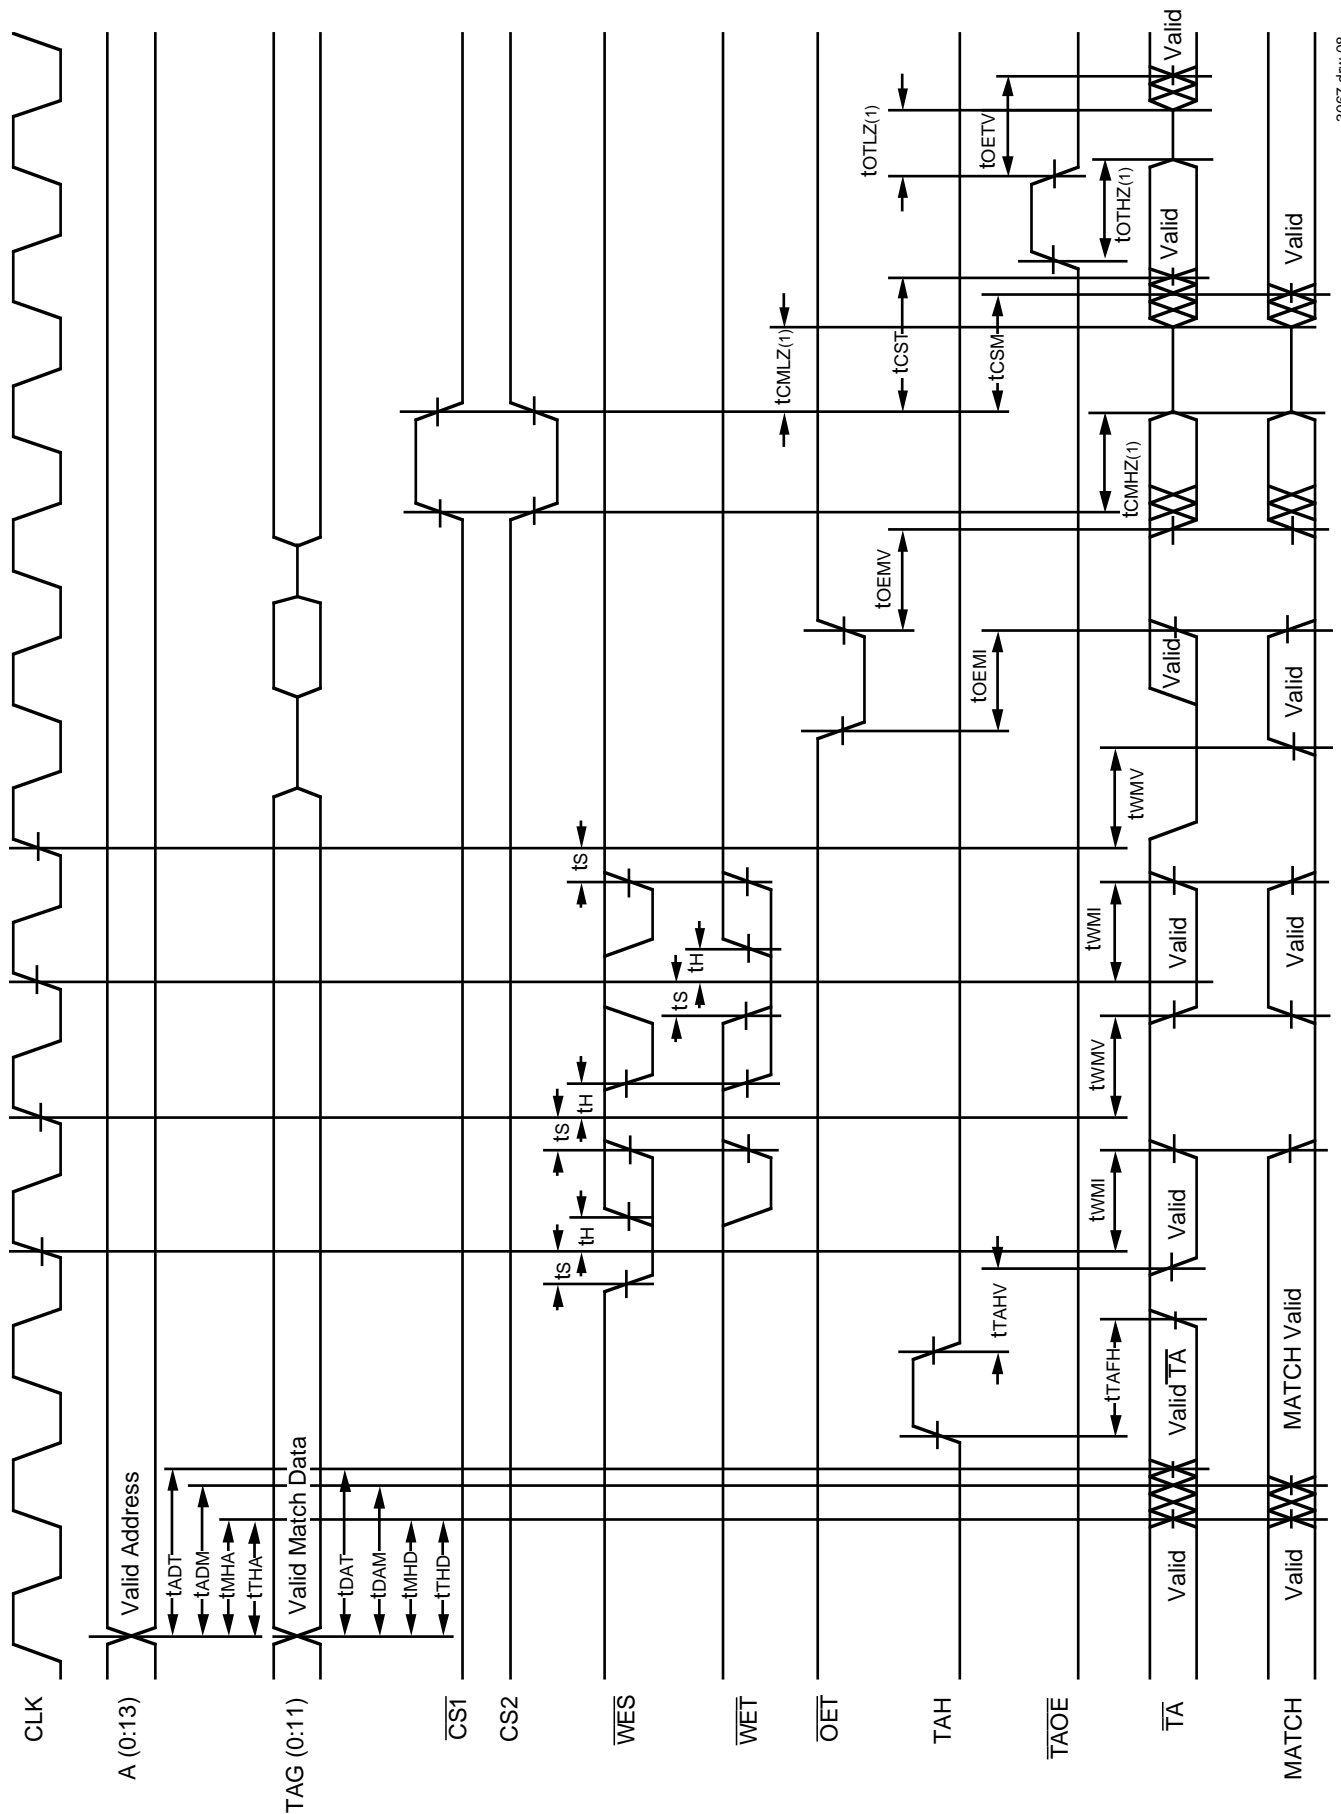 CLK
A (0:13)
Valid Address
tADT
tADM
tMHA
tTHA
TAG (0:11)
Valid Match Data
tDAT
tDAM
tMHD
tTHD
CS1
CS2
tCMLZ(1)
WES
tS
tH
tS
tH
tS
WET
tS
tH
OET
tOEMV
tCST
tOTLZ(1)
TAH
tTAHV
tOEMI
tCSM
tOETV
TAOE
tTAFH
tWMI
tWMV
tWMI
tWMV
tCMHZ(1)
tOTHZ(1)
TA
Valid
Valid TA
Valid
Valid
Valid
Valid
Valid
MATCH
Valid
MATCH Valid
Valid
Valid
Valid